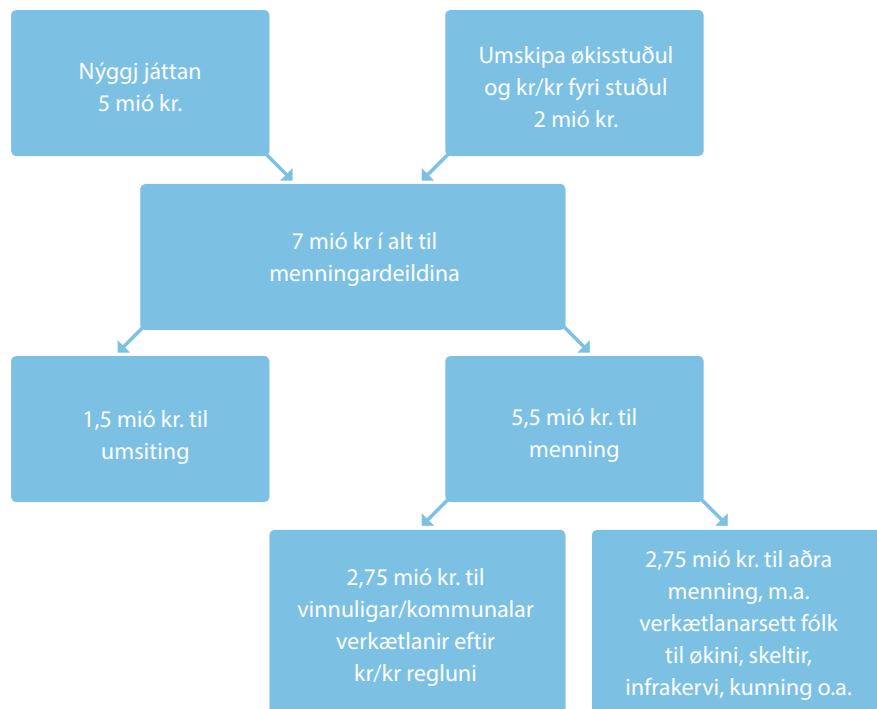 Nýggj játtan
5 mió kr.
Umskipa økisstuðul
og kr/kr fyri stuðul
2 mió kr.
7 mió kr í alt til
menningardeildina
1,5 mió kr. til
umsiting
5,5 mió kr. til
menning
2,75 mió kr. til
vinnuligar/kommunalar
verkætlanir eftir
kr/kr regluni
2,75 mió kr. til aðra
menning, m.a.
verkætlanarsett fólk
til økini, skeltir,
infrakervi, kunning o.a.